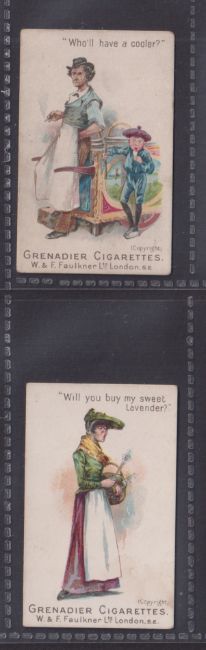 "Who'll have a cooler?"
(Copyright)
GRENADIER CIGARETTES.
W. & F. FAULKNER LTD LONDON. S.E.
"Will you buy my sweet
Lavender?"
(Copyright)
GRENADIER CIGARETTES.
W. & F. FAULKNER LTD LONDON. S.E.